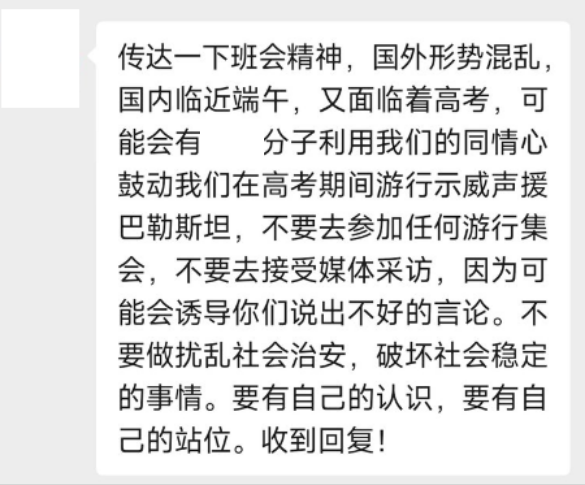 传达一下班会精神，国外形势混乱，
国内临近端午，又面临着高考，可
能会有 分子利用我们的同情心
鼓动我们在高考期间游行示威声援
巴勒斯坦，不要去参加任何游行集
会，不要去接受媒体采访，因为可
能会诱导你们说出不好的言论。不
要做扰乱社会治安，破坏社会稳定
的事情。要有自己的认识，要有自
己的站位。收到回复！